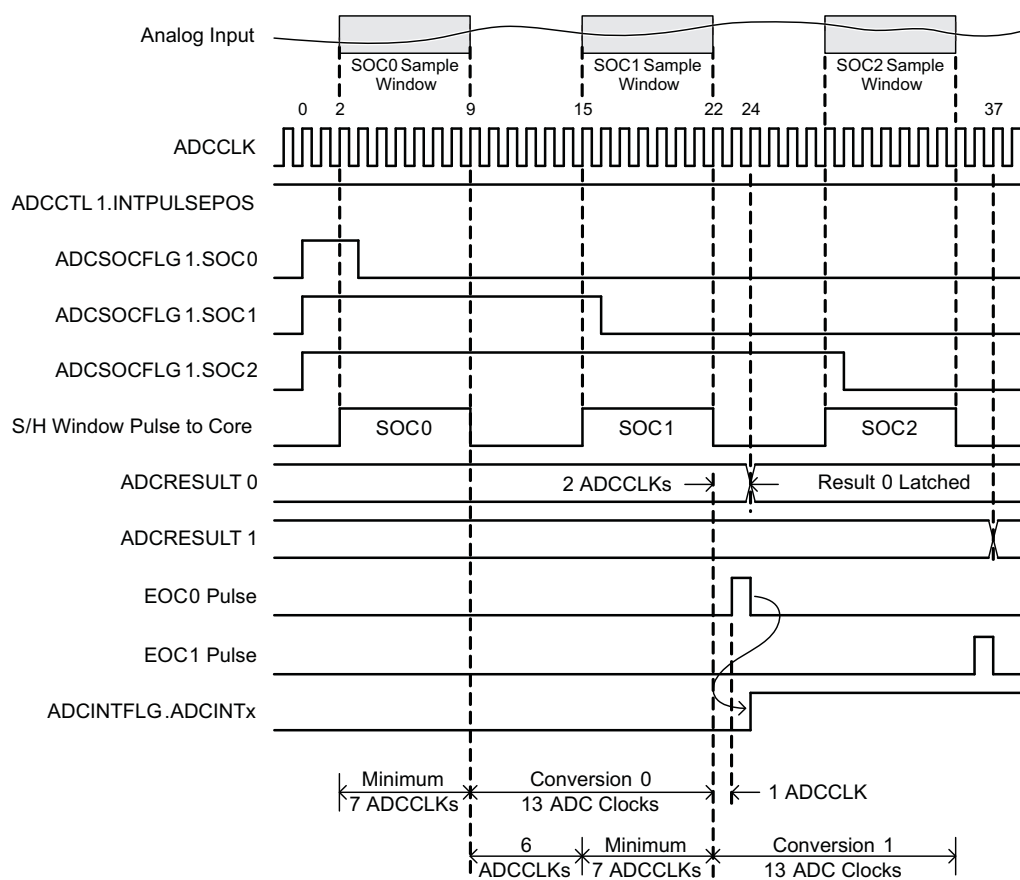 Analog Input
SOC0 Sample
Window
SOC1 Sample
Window
SOC2 Sample
Window
0 2 9 15 22 24 37
ADCCLK
ADCCTL 1.INTPULSEPOS
ADCSOCFLG 1.SOC0
ADCSOCFLG 1.SOC1
ADCSOCFLG 1.SOC2
S/H Window Pulse to Core SOC0 SOC1 SOC2
ADCRESULT 0 2 ADCCLKs Result 0 Latched
ADCRESULT 1
EOC0 Pulse
EOC1 Pulse
ADCINTFLG.ADCINTx
Minimum
7 ADCCLKs
Conversion 0
13 ADC Clocks
1 ADCCLK
6
ADCCLKs
Minimum
7 ADCCLKs
Conversion 1
13 ADC Clocks